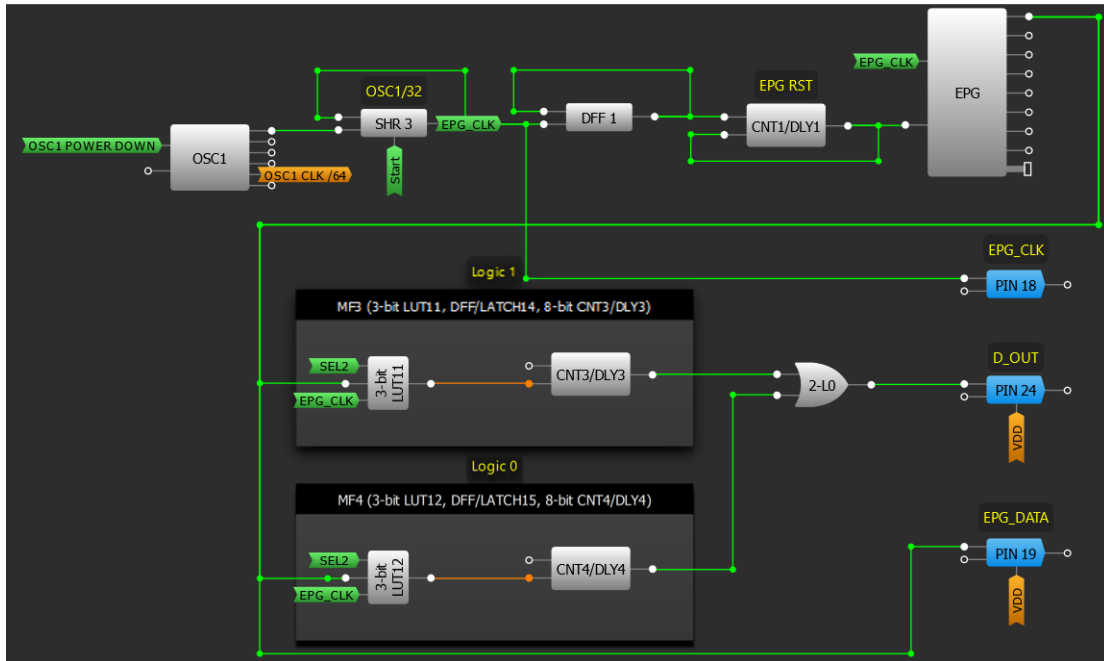 EPG_CLK
EPG
EPG RST
OSC1/32
SHR 3
EPG_CLK
DFF 1
CNT1/DLY1
OSC1 POWER DOWN
OSC1
OSC1 CLK /64
Start
EPG_CLK
PIN 18
Logic 1
MF3 (3-bit LUT11, DFF/LATCH14, 8-bit CNT3/DLY3)
SEL2
3-bit
LUT11
EPG_CLK
CNT3/DLY3
2-L0
D_OUT
PIN 24
VDD
Logic 0
MF4 (3-bit LUT12, DFF/LATCH15, 8-bit CNT4/DLY4)
SEL2
3-bit
LUT12
EPG_CLK
CNT4/DLY4
EPG_DATA
PIN 19
VDD